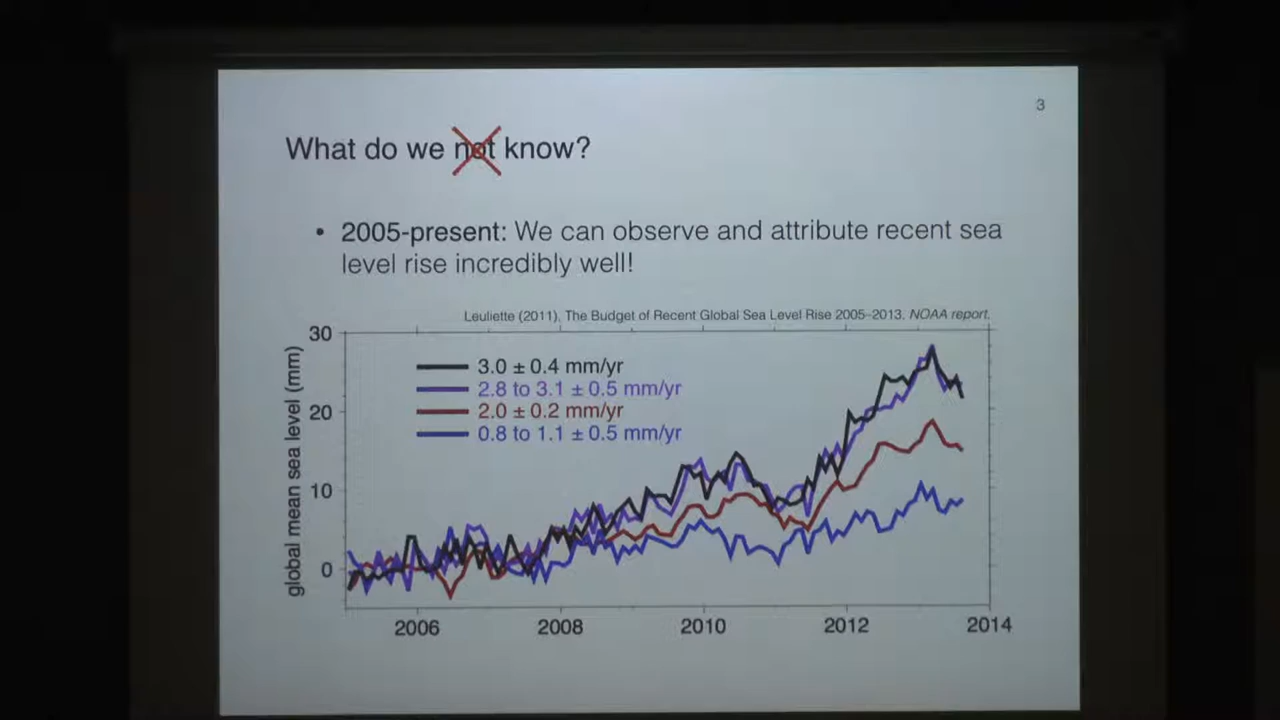 3
What do we not know?
• 2005-present: We can observe and attribute recent sea
level rise incredibly well!
Leuliette (2011), The Budget of Recent Global Sea Level Rise 2005–2013. NOAA report.
global mean sea level (mm)
30
20
10
0
3.0 ± 0.4 mm/yr
2.8 to 3.1 ± 0.5 mm/yr
2.0 ± 0.2 mm/yr
0.8 to 1.1 ± 0.5 mm/yr
2006 2008 2010 2012 2014